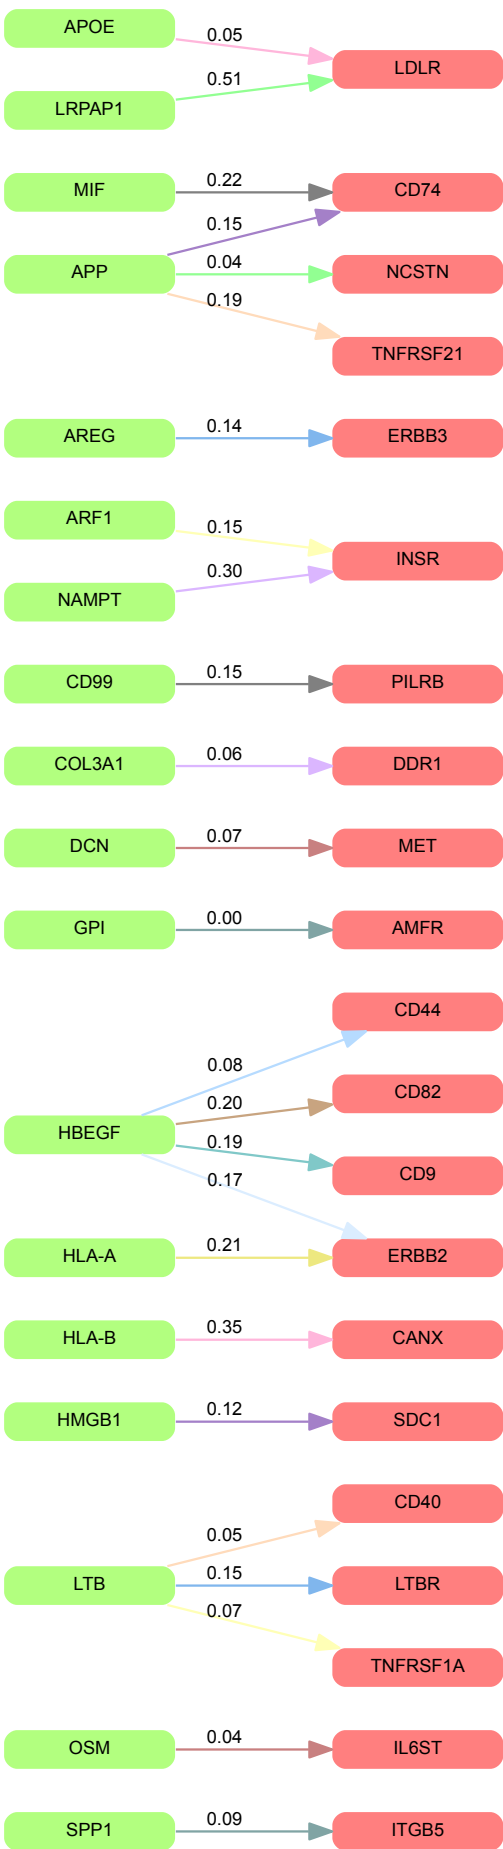 APOE
0.05
LDLR
0.51
LRPAP1
MIF
0.22
CD74
0.15
APP
0.04
NCSTN
0.19
TNFRSF21
AREG
0.14
ERBB3
ARF1
0.15
INSR
0.30
NAMPT
CD99
0.15
PILRB
COL3A1
0.06
DDR1
DCN
0.07
MET
GPI
0.00
AMFR
CD44
0.08
CD82
0.20
HBEGF
0.19
CD9
0.17
HLA-A
0.21
ERBB2
HLA-B
0.35
CANX
HMGB1
0.12
SDC1
CD40
0.05
LTB
0.15
LTBR
0.07
TNFRSF1A
OSM
0.04
IL6ST
SPP1
0.09
ITGB5